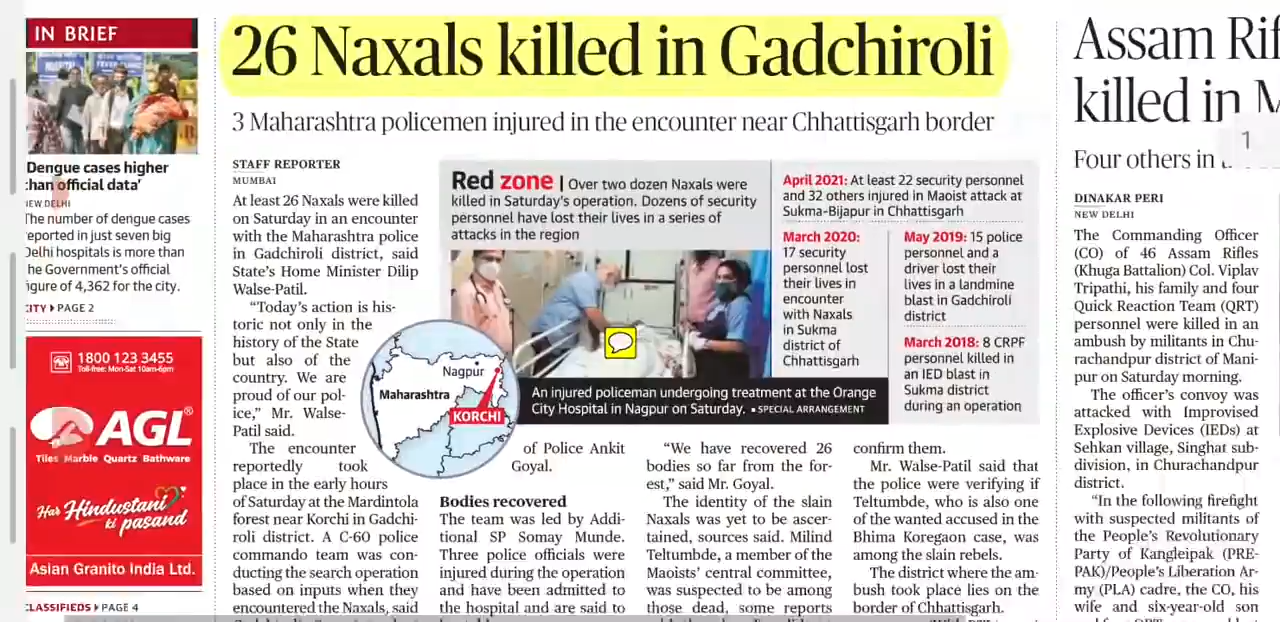 IN BRIEF
Dengue cases higher
than official data'
NEW DELHI
The number of dengue cases
reported in just seven big
Delhi hospitals is more than
the Government's official
figure of 4,362 for the city.
CITY PAGE 2
1800 123 3455
Toll-free: Mon-Sat 10am-6pm
AGL®
Tiles Marble Quartz Bathware
Har Hindustani
ki pasand
Asian Granito India Ltd.
CLASSIFIEDS PAGE 4
26 Naxals killed in Gadchiroli
3 Maharashtra policemen injured in the encounter near Chhattisgarh border
STAFF REPORTER
MUMBAI
At least 26 Naxals were killed
on Saturday in an encounter
with the Maharashtra police
in Gadchiroli district, said
State's Home Minister Dilip
Walse-Patil.
"Today's action is his-
toric not only in the
history of the State
but also of the
country. We are
proud of our pol-
ice," Mr. Walse-
Patil said.
The encounter
reportedly took
place in the early hours
of Saturday at the Mardintola
forest near Korchi in Gadchi-
roli district. A C-60 police
commando team was con-
ducting the search operation
based on inputs when they
encountered the Naxals, said
Red zone | Over two dozen Naxals were
killed in Saturday's operation. Dozens of security
personnel have lost their lives in a series of
attacks in the region
Nagpur
Maharashtra
KORCHI
An injured policeman undergoing treatment at the Orange
City Hospital in Nagpur on Saturday. ▪ SPECIAL ARRANGEMENT
April 2021: At least 22 security personnel
and 32 others injured in Maoist attack at
Sukma-Bijapur in Chhattisgarh
March 2020:
17 security
personnel lost
their lives in
encounter
with Naxals
in Sukma
district of
Chhattisgarh
May 2019: 15 police
personnel and a
driver lost their
lives in a landmine
blast in Gadchiroli
district
March 2018: 8 CRPF
personnel killed in
an IED blast in
Sukma district
during an operation
of Police Ankit
Goyal.
Bodies recovered
The team was led by Addi-
tional SP Somay Munde.
Three police officials were
injured during the operation
and have been admitted to
the hospital and are said to
"We have recovered 26
bodies so far from the for-
est," said Mr. Goyal.
The identity of the slain
Naxals was yet to be ascer-
tained, sources said. Milind
Teltumbde, a member of the
Maoists' central committee,
was suspected to be among
those dead, some reports
confirm them.
Mr. Walse-Patil said that
the police were verifying if
Teltumbde, who is also one
of the wanted accused in the
Bhima Koregaon case, was
among the slain rebels.
The district where the am-
bush took place lies on the
border of Chhattisgarh.
Assam Rif
killed in M
1
Four others in
DINAKAR PERI
NEW DELHI
The Commanding Officer
(CO) of 46 Assam Rifles
(Khuga Battalion) Col. Viplav
Tripathi, his family and four
Quick Reaction Team (QRT)
personnel were killed in an
ambush by militants in Chu-
rachandpur district of Mani-
pur on Saturday morning.
The officer's convoy was
attacked with Improvised
Explosive Devices (IEDs) at
Sehkan village, Singhat sub-
division, in Churachandpur
district.
"In the following firefight
with suspected militants of
the People's Revolutionary
Party of Kangleipak (PRE-
PAK)/People's Liberation Ar-
my (PLA) cadre, the CO, his
wife and six-year-old son